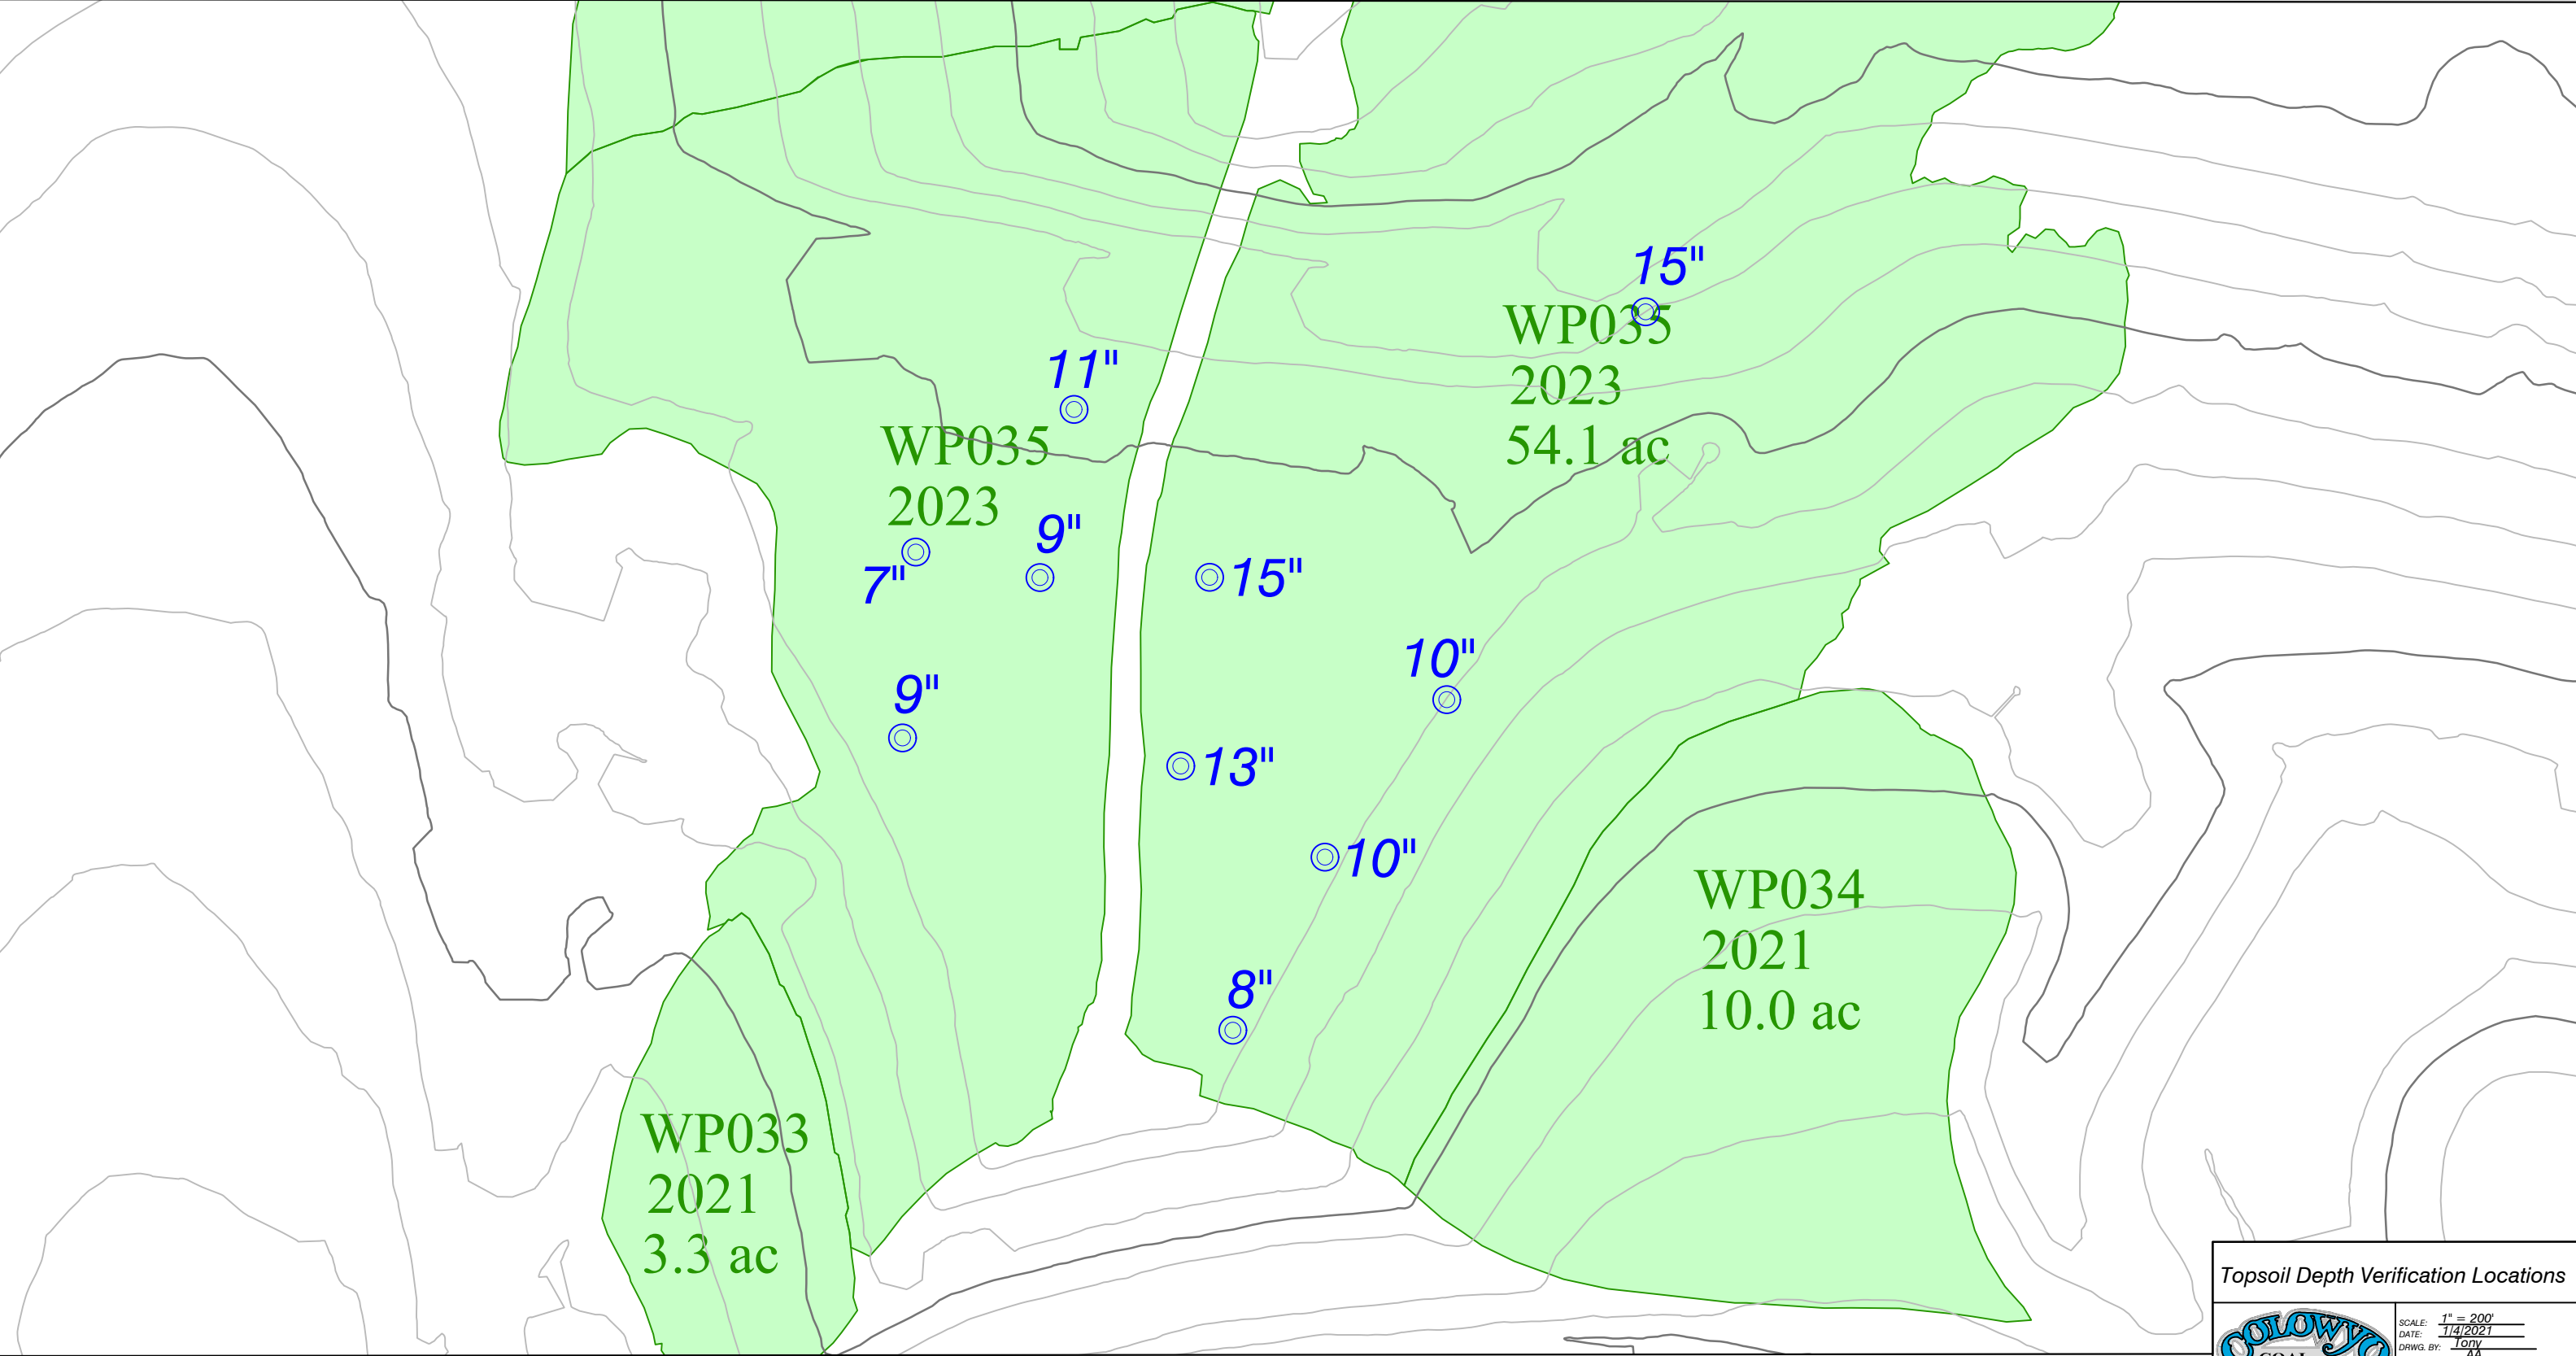 15"
WP035
2023
54.1 ac
11"
WP035
2023
9"
7"
15"
10"
9"
13"
10"
WP034
2021
10.0 ac
8"
WP033
2021
3.3 ac
Topsoil Depth Verification Locations
COLOWYO
COAL
SCALE: 1" = 200'
DATE: 1/4/2021
DRWG. BY: Tony